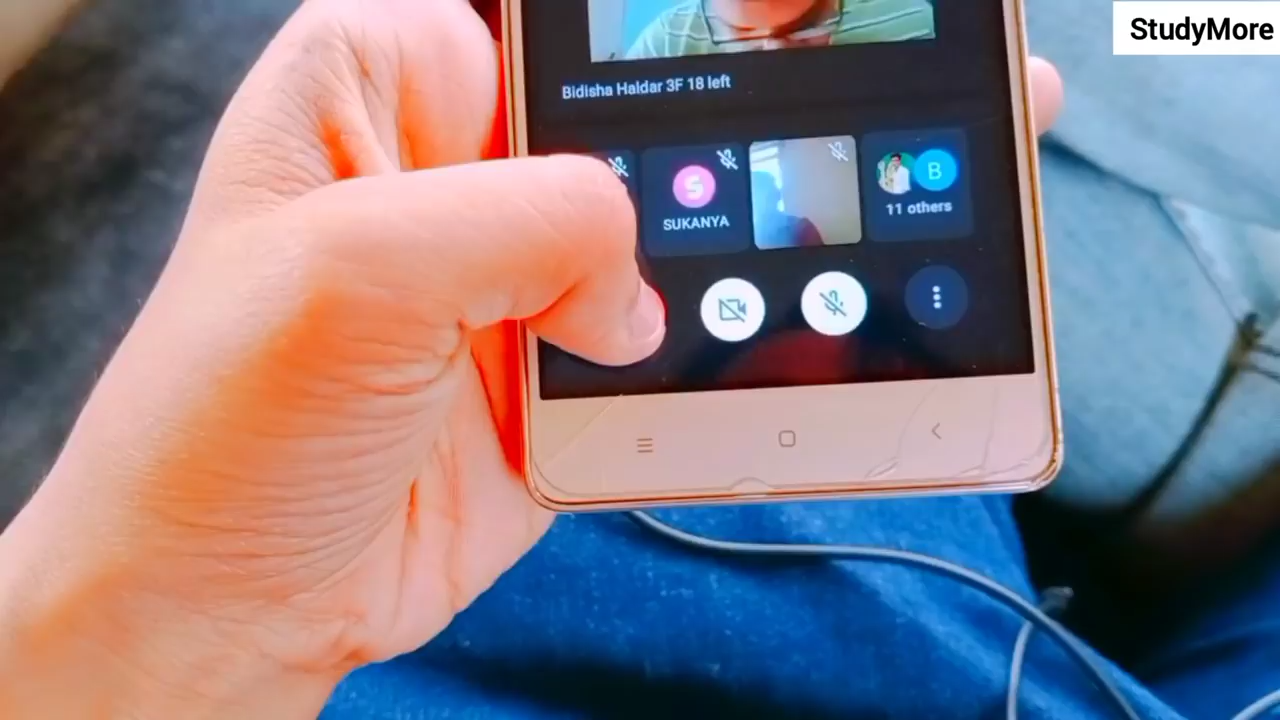 StudyMore
Bidisha Haldar 3F 18 left
S
SUKANYA
B
11 others